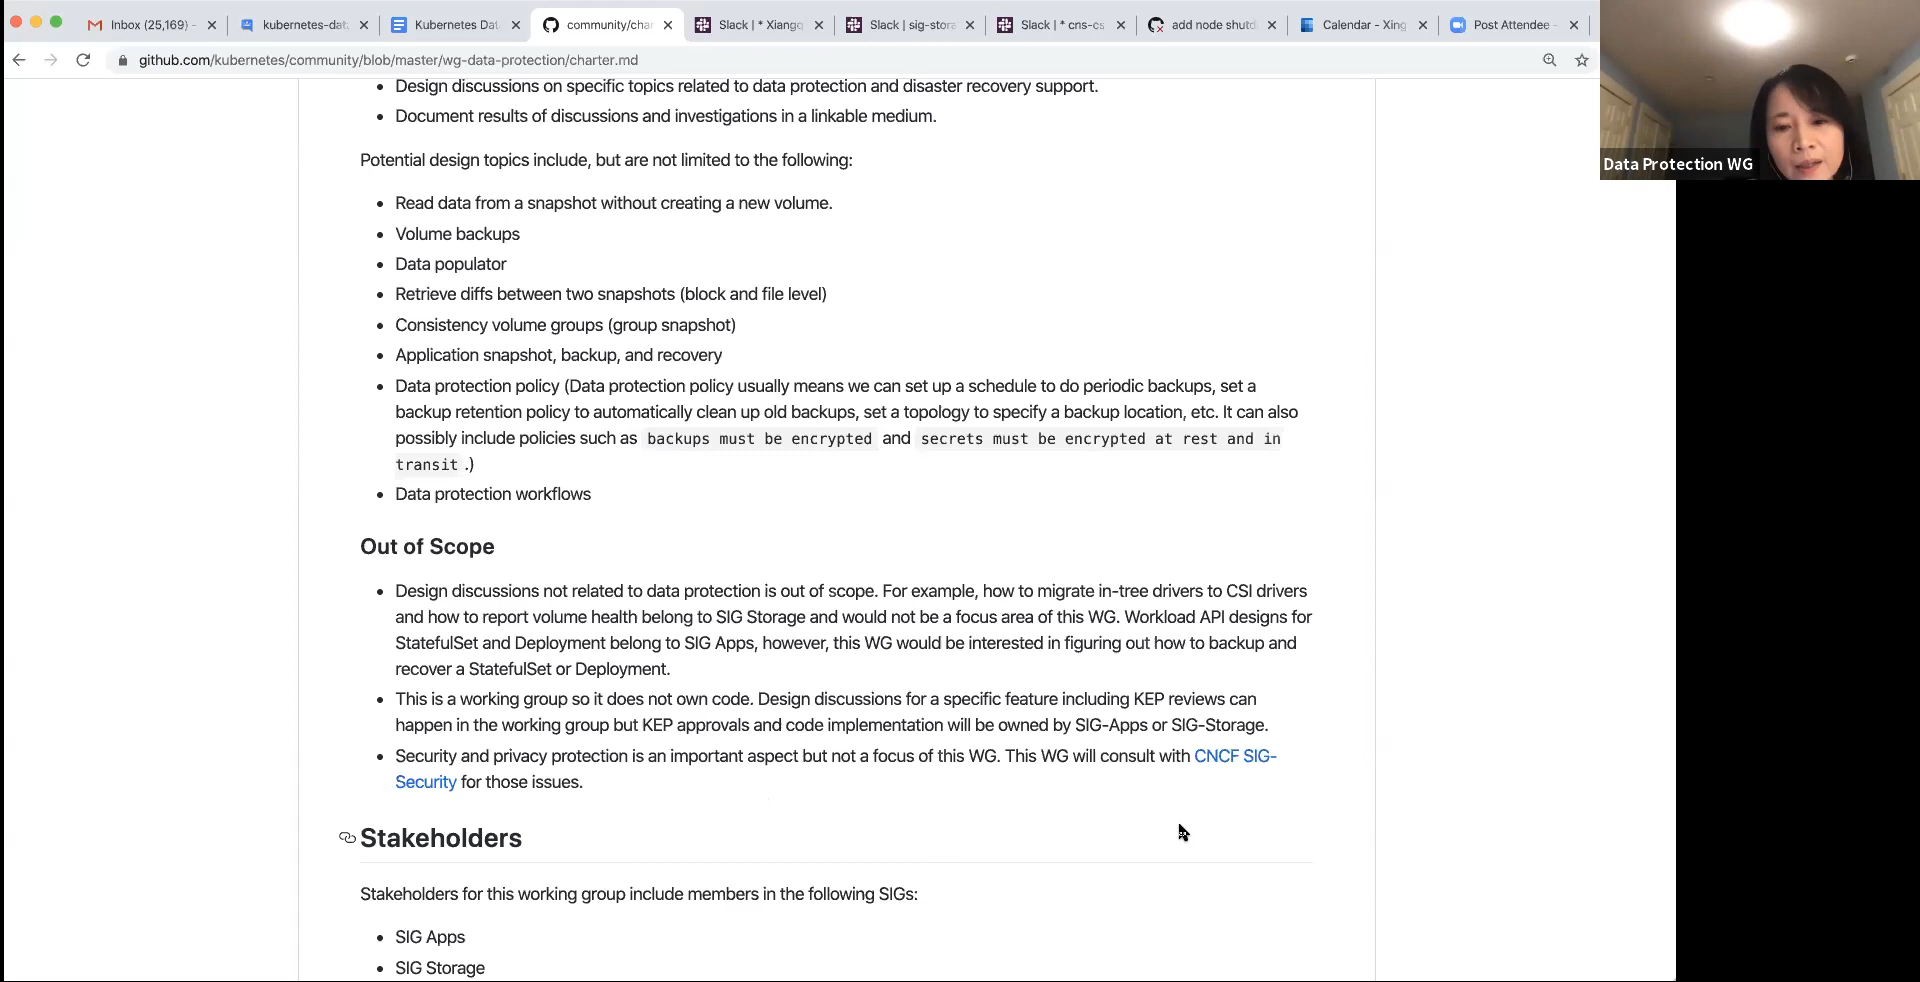 Inbox (25,169) -
kubernetes-dat
Kubernetes Dat
community/char
Slack | * Xiangq
Slack | sig-stora
Slack | * cns-cs
add node shutd
Calendar - Xing
Post Attendee -
github.com/kubernetes/community/blob/master/wg-data-protection/charter.md
Data Protection WG
• Design discussions on specific topics related to data protection and disaster recovery support.
• Document results of discussions and investigations in a linkable medium.
Potential design topics include, but are not limited to the following:
• Read data from a snapshot without creating a new volume.
• Volume backups
• Data populator
• Retrieve diffs between two snapshots (block and file level)
• Consistency volume groups (group snapshot)
• Application snapshot, backup, and recovery
• Data protection policy (Data protection policy usually means we can set up a schedule to do periodic backups, set a
backup retention policy to automatically clean up old backups, set a topology to specify a backup location, etc. It can also
possibly include policies such as backups must be encrypted and secrets must be encrypted at rest and in
transit .)
• Data protection workflows
Out of Scope
• Design discussions not related to data protection is out of scope. For example, how to migrate in-tree drivers to CSI drivers
and how to report volume health belong to SIG Storage and would not be a focus area of this WG. Workload API designs for
StatefulSet and Deployment belong to SIG Apps, however, this WG would be interested in figuring out how to backup and
recover a StatefulSet or Deployment.
• This is a working group so it does not own code. Design discussions for a specific feature including KEP reviews can
happen in the working group but KEP approvals and code implementation will be owned by SIG-Apps or SIG-Storage.
• Security and privacy protection is an important aspect but not a focus of this WG. This WG will consult with CNCF SIG-
Security for those issues.
Stakeholders
Stakeholders for this working group include members in the following SIGs:
• SIG Apps
• SIG Storage